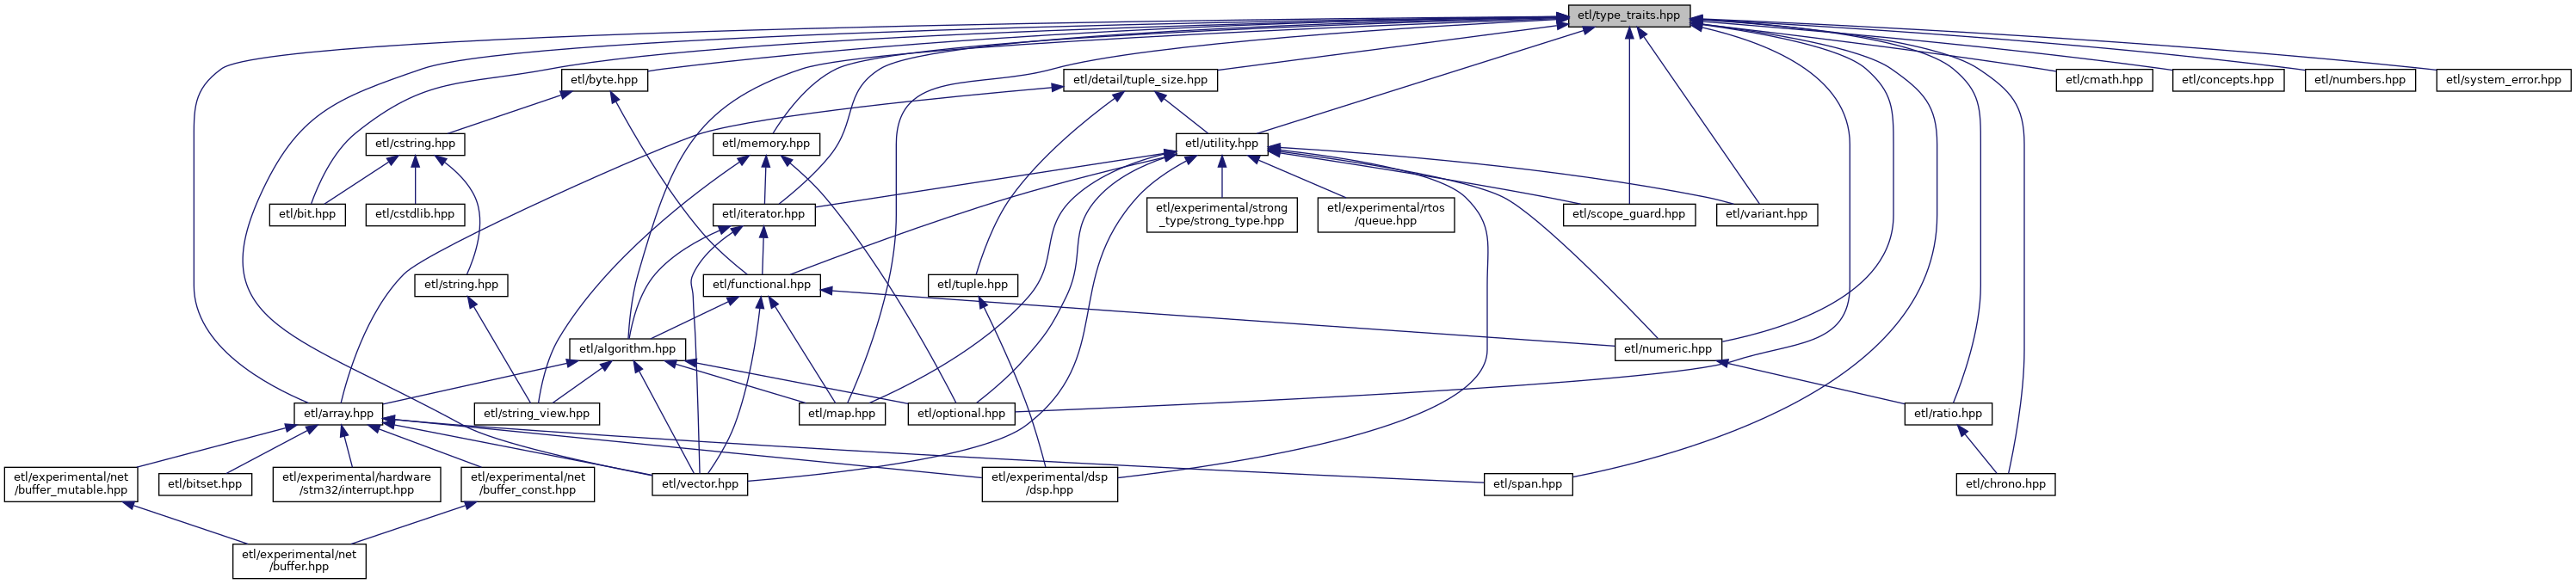 etl/type_traits.hpp
etl/byte.hpp
etl/detail/tuple_size.hpp
etl/cmath.hpp
etl/concepts.hpp
etl/numbers.hpp
etl/system_error.hpp
etl/cstring.hpp
etl/memory.hpp
etl/utility.hpp
etl/bit.hpp
etl/cstdlib.hpp
etl/iterator.hpp
etl/experimental/strong
_type/strong_type.hpp
etl/experimental/rtos
/queue.hpp
etl/scope_guard.hpp
etl/variant.hpp
etl/string.hpp
etl/functional.hpp
etl/tuple.hpp
etl/algorithm.hpp
etl/numeric.hpp
etl/array.hpp
etl/string_view.hpp
etl/map.hpp
etl/optional.hpp
etl/ratio.hpp
etl/experimental/net
/buffer_mutable.hpp
etl/bitset.hpp
etl/experimental/hardware
/stm32/interrupt.hpp
etl/experimental/net
/buffer_const.hpp
etl/vector.hpp
etl/experimental/dsp
/dsp.hpp
etl/span.hpp
etl/chrono.hpp
etl/experimental/net
/buffer.hpp